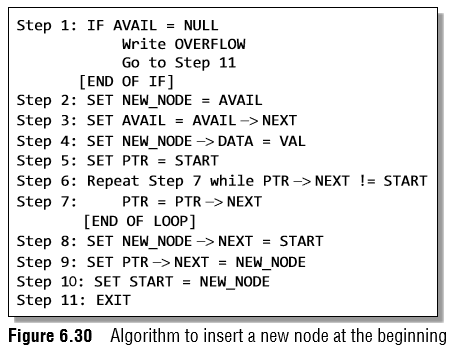 Step 1: IF AVAIL = NULL
Write OVERFLOW
Go to Step 11
[END OF IF]
Step 2: SET NEW_NODE = AVAIL
Step 3: SET AVAIL = AVAIL -> NEXT
Step 4: SET NEW_NODE -> DATA = VAL
Step 5: SET PTR = START
Step 6: Repeat Step 7 while PTR -> NEXT != START
Step 7: PTR = PTR -> NEXT
[END OF LOOP]
Step 8: SET NEW_NODE -> NEXT = START
Step 9: SET PTR -> NEXT = NEW_NODE
Step 10: SET START = NEW_NODE
Step 11: EXIT
Figure 6.30 Algorithm to insert a new node at the beginning